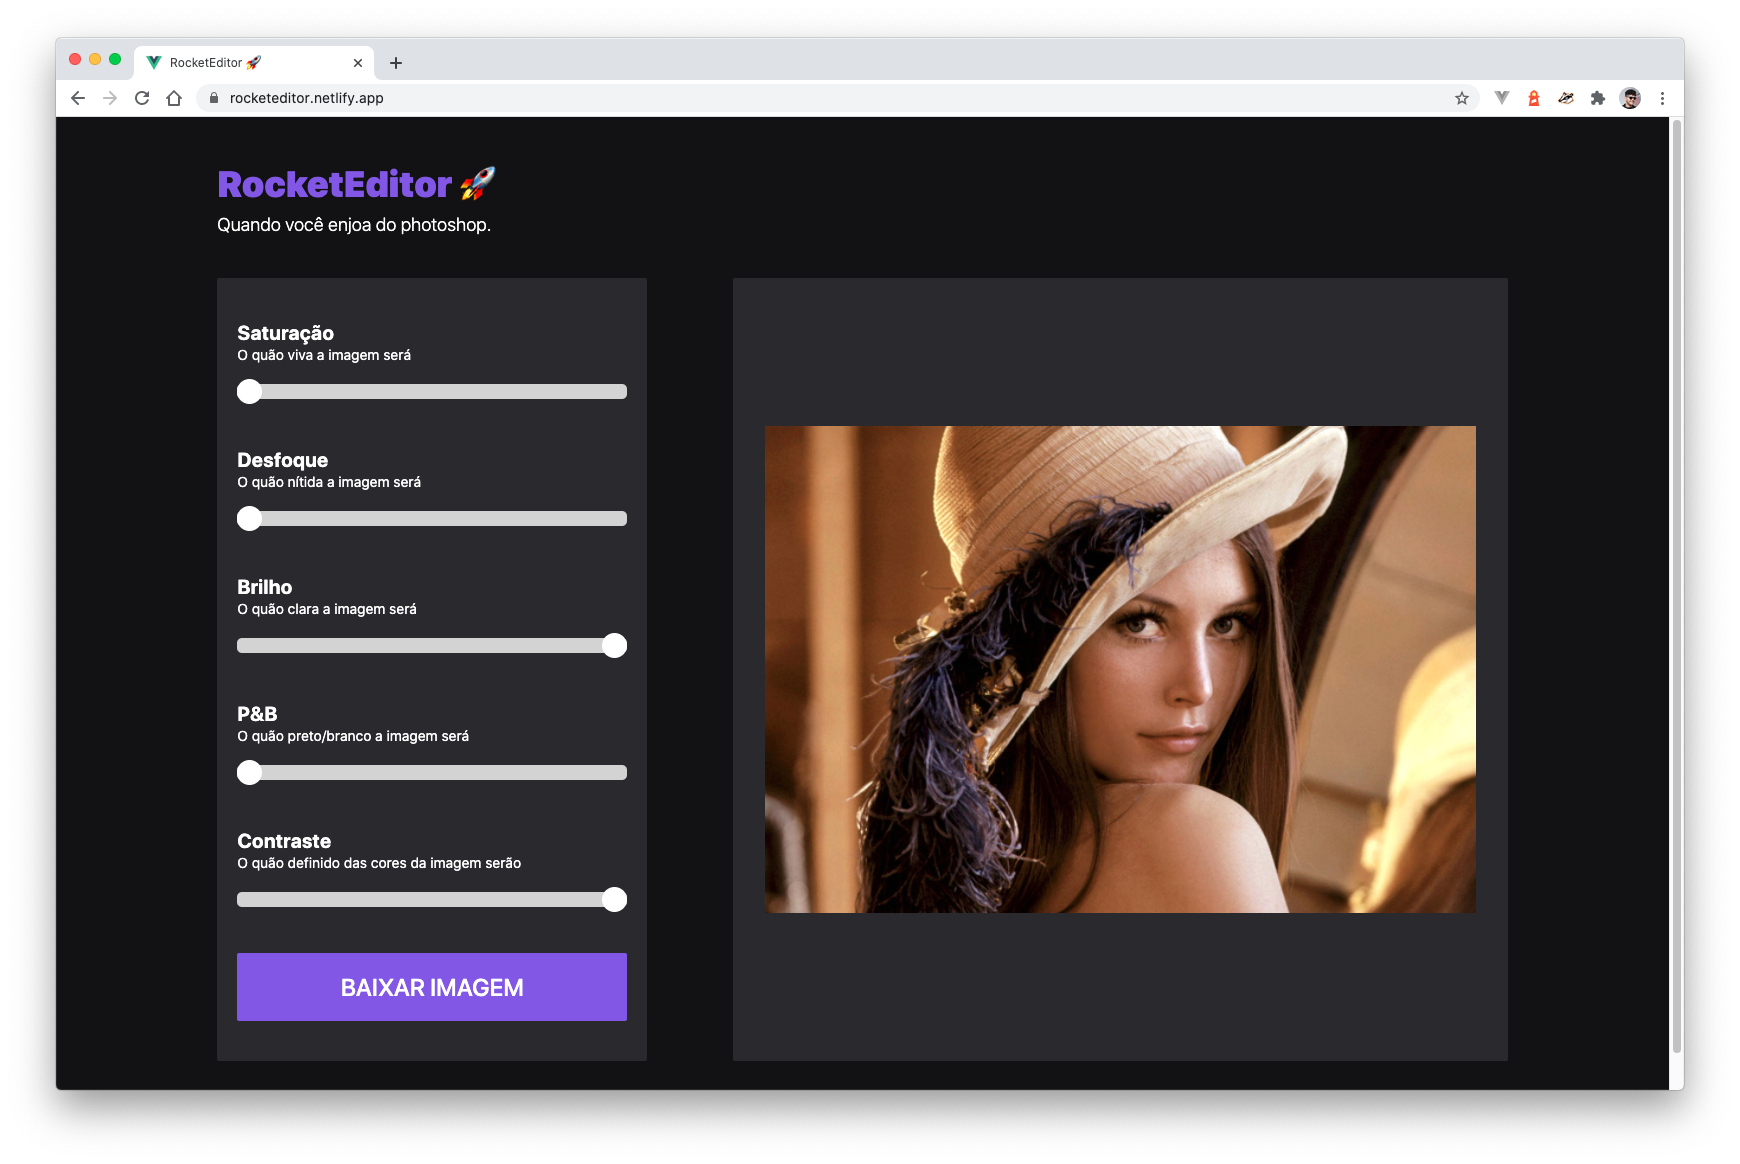 RocketEditor 🚀
rocketeditor.netlify.app
RocketEditor 🚀
Quando você enjoa do photoshop.
Saturação
O quão viva a imagem será
Desfoque
O quão nítida a imagem será
Brilho
O quão clara a imagem será
P&B
O quão preto/branco a imagem será
Contraste
O quão definido das cores da imagem serão
BAIXAR IMAGEM